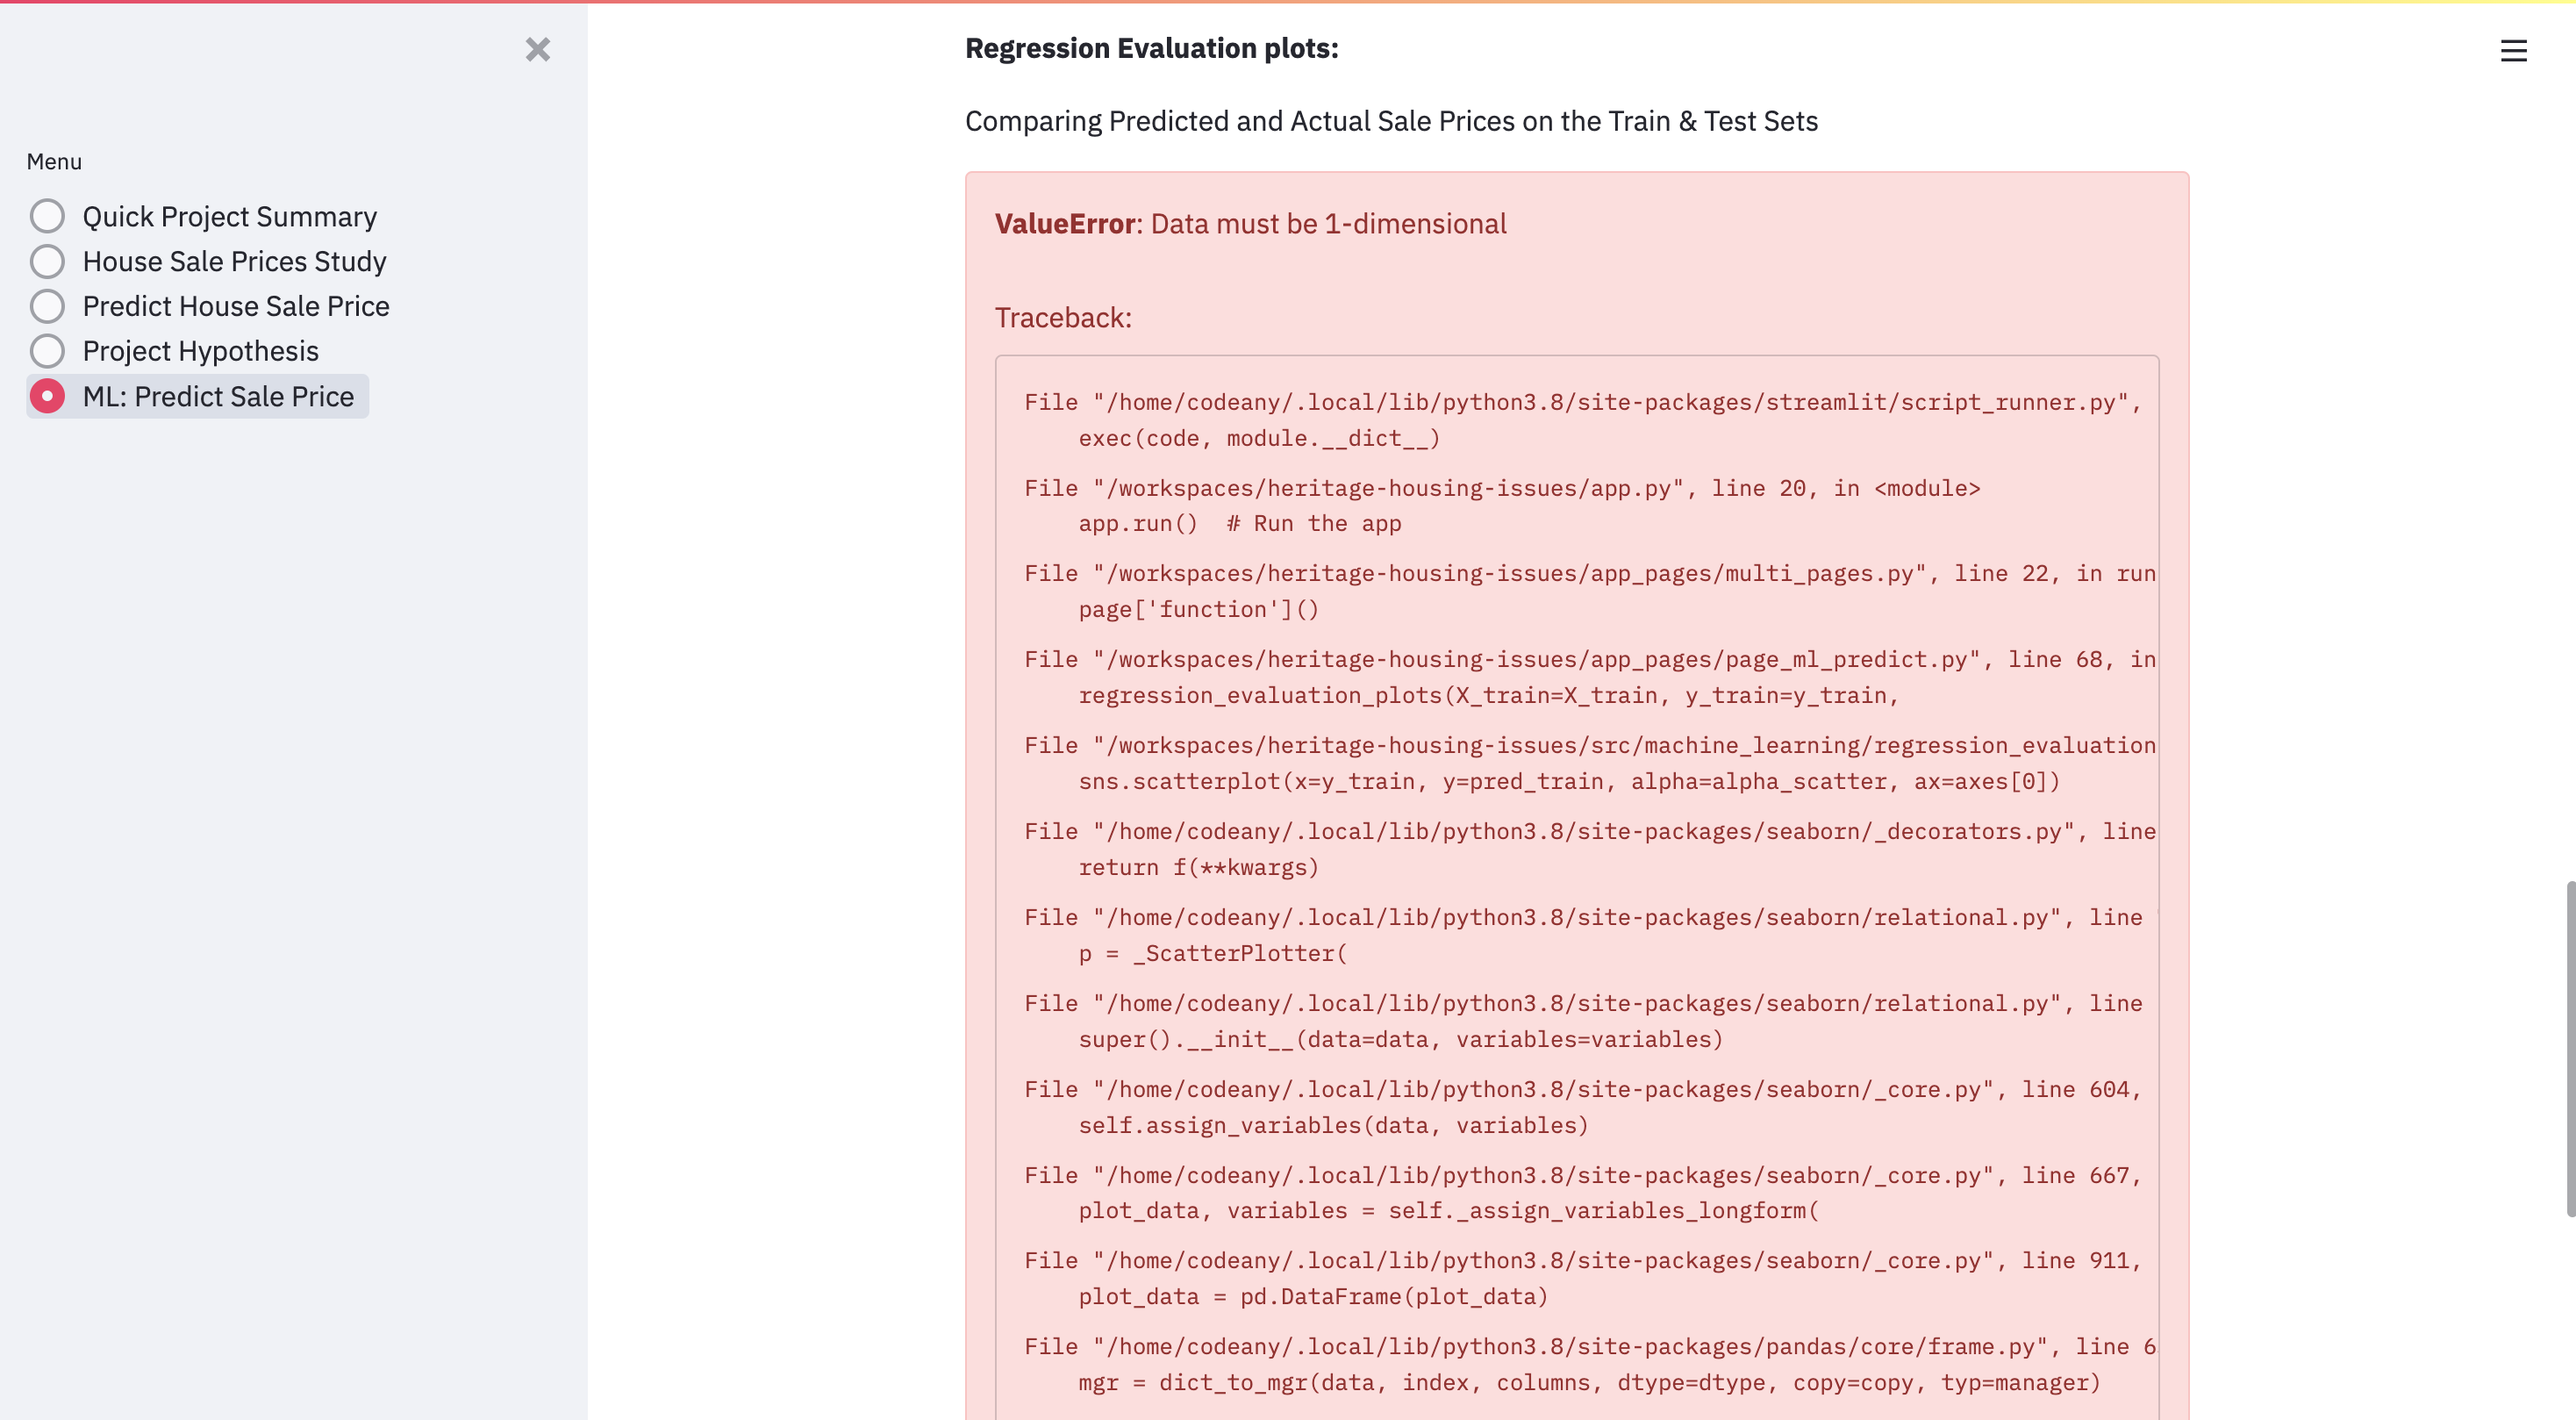 Menu
Quick Project Summary
House Sale Prices Study
Predict House Sale Price
Project Hypothesis
ML: Predict Sale Price
Regression Evaluation plots:
Comparing Predicted and Actual Sale Prices on the Train & Test Sets
ValueError: Data must be 1-dimensional
Traceback:
File "/home/codeany/.local/lib/python3.8/site-packages/streamlit/script_runner.py",
exec(code, module.__dict__)
File "/workspaces/heritage-housing-issues/app.py", line 20, in <module>
app.run()  # Run the app
File "/workspaces/heritage-housing-issues/app_pages/multi_pages.py", line 22, in run
page['function']()
File "/workspaces/heritage-housing-issues/app_pages/page_ml_predict.py", line 68, in
regression_evaluation_plots(X_train=X_train, y_train=y_train,
File "/workspaces/heritage-housing-issues/src/machine_learning/regression_evaluation
sns.scatterplot(x=y_train, y=pred_train, alpha=alpha_scatter, ax=axes[0])
File "/home/codeany/.local/lib/python3.8/site-packages/seaborn/_decorators.py", line
return f(**kwargs)
File "/home/codeany/.local/lib/python3.8/site-packages/seaborn/relational.py", line
p = _ScatterPlotter(
File "/home/codeany/.local/lib/python3.8/site-packages/seaborn/relational.py", line
super().__init__(data=data, variables=variables)
File "/home/codeany/.local/lib/python3.8/site-packages/seaborn/_core.py", line 604,
self.assign_variables(data, variables)
File "/home/codeany/.local/lib/python3.8/site-packages/seaborn/_core.py", line 667,
plot_data, variables = self._assign_variables_longform(
File "/home/codeany/.local/lib/python3.8/site-packages/seaborn/_core.py", line 911,
plot_data = pd.DataFrame(plot_data)
File "/home/codeany/.local/lib/python3.8/site-packages/pandas/core/frame.py", line 6
mgr = dict_to_mgr(data, index, columns, dtype=dtype, copy=copy, typ=manager)